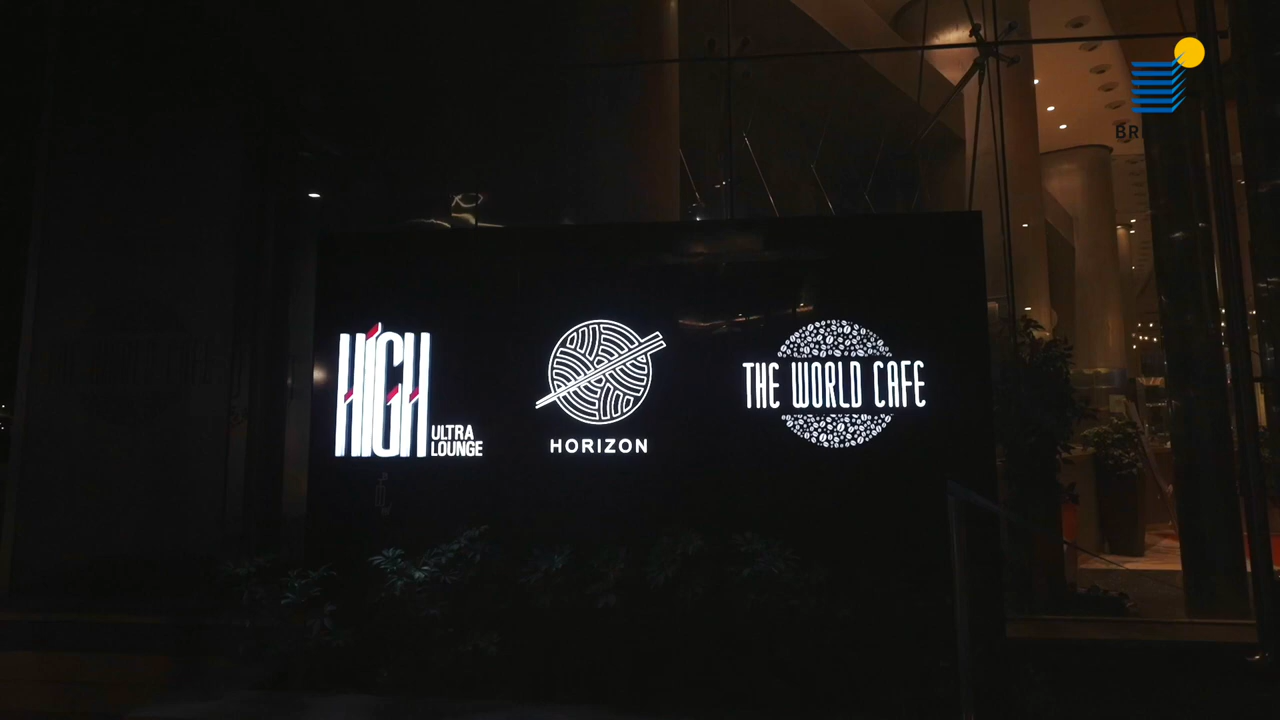 HIGH
ULTRA
LOUNGE
HORIZON
THE WORLD CAFE